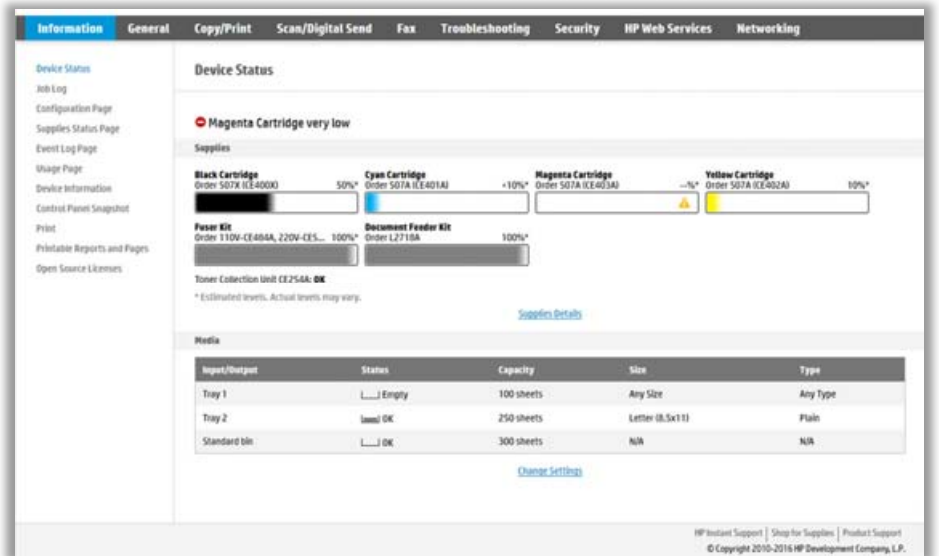 Information General Copy/Print Scan/Digital Send Fax Troubleshooting Security HP Web Services Networking
Device Status
Job Log
Configuration Page
Supplies Status Page
Event Log Page
Usage Page
Device Information
Control Panel Snapshot
Print
Printable Reports and Pages
Open Source Licenses
Device Status
Magenta Cartridge very low
Supplies
Black Cartridge Cyan Cartridge Magenta Cartridge Yellow Cartridge
Order 507X (CE400X) 50%* Order 507A (CE401A) <10%* Order 507A (CE403A) --%* Order 507A (CE402A) 10%*
Fuser Kit Document Feeder Kit
Order 110V-CE484A, 220V-CE5... 100%* Order L2718A 100%*
Toner Collection Unit CE254A: OK
* Estimated levels. Actual levels may vary.
Supplies Details
Media
Input/Output Status Capacity Size Type
Tray 1 Empty 100 sheets Any Size Any Type
Tray 2 OK 250 sheets Letter (8.5x11) Plain
Standard bin OK 300 sheets N/A N/A
Change Settings
HP Instant Support | Shop for Supplies | Product Support
© Copyright 2010-2016 HP Development Company, L.P.